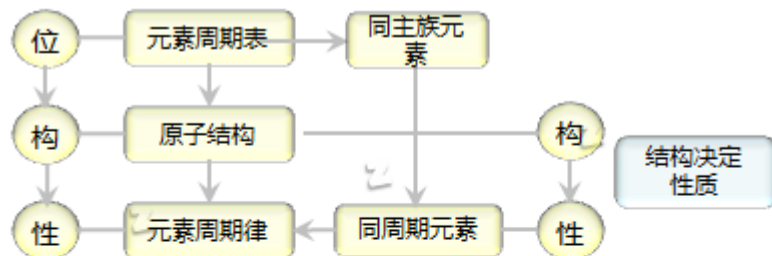 位
元素周期表
同主族元
素
构
原子结构
构
结构决定
性质
性
元素周期律
同周期元素
性